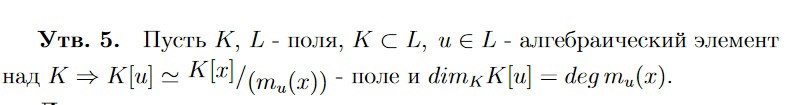 Утв. 5. Пусть K, L - поля, K ⊂ L, u ∈ L - алгебраический элемент
над K ⇒ K[u] ≃ K[x]/(m_u(x)) - поле и dim_K K[u] = deg m_u(x).